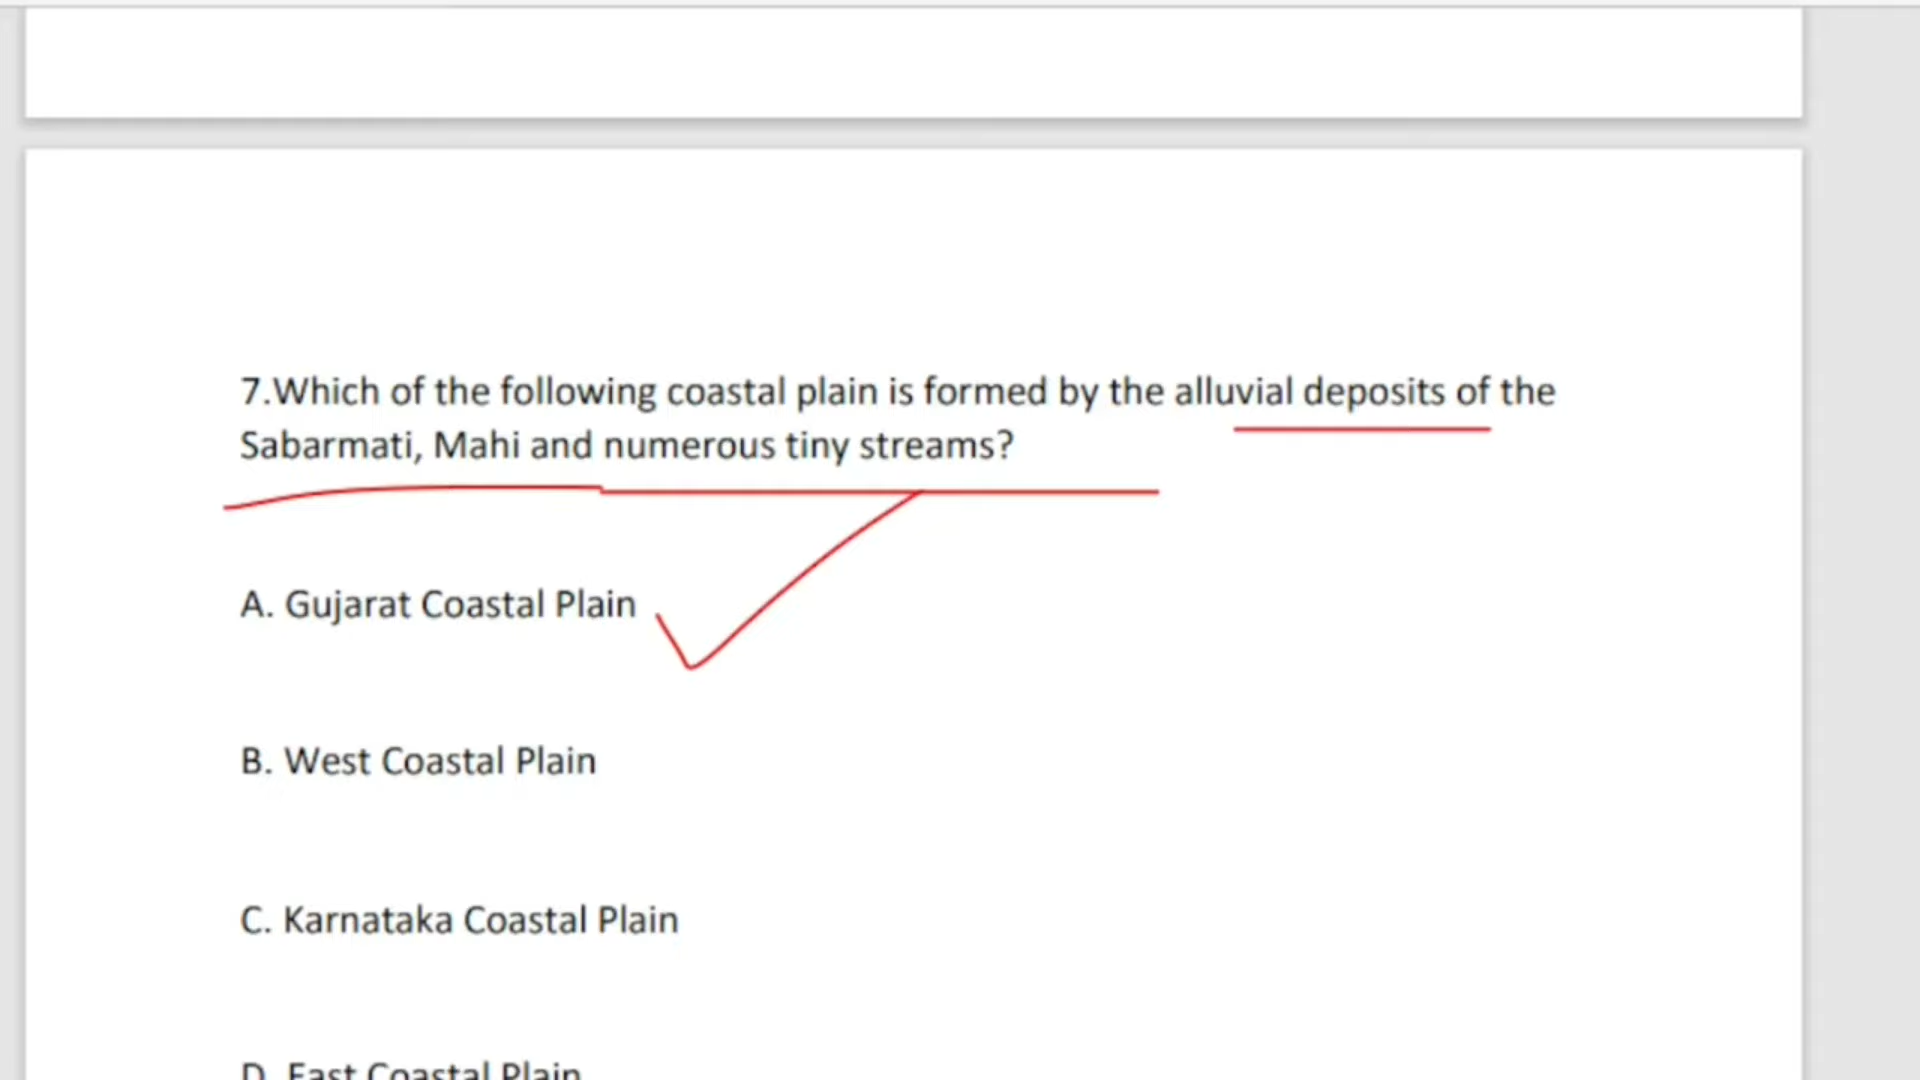 7.Which of the following coastal plain is formed by the alluvial deposits of the
Sabarmati, Mahi and numerous tiny streams?
A. Gujarat Coastal Plain
B. West Coastal Plain
C. Karnataka Coastal Plain
D. East Coastal Plain